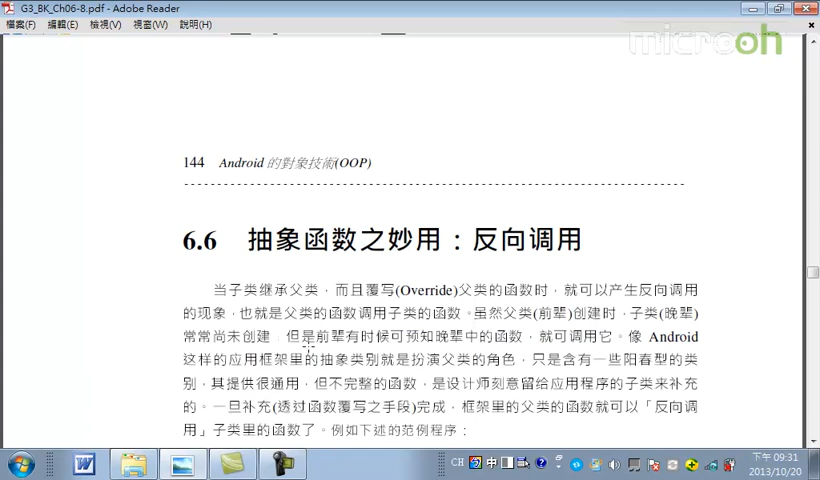 G3_BK_Ch06-8.pdf - Adobe Reader
檔案(F) 編輯(E) 檢視(V) 視窗(W) 說明(H)
microoh
144 Android 的對象技術(OOP)
6.6 抽象函数之妙用：反向调用
当子类继承父类，而且覆写(Override)父类的函数时，就可以产生反向调用
的现象，也就是父类的函数调用子类的函数。虽然父类(前辈)创建时，子类(晚辈)
常常尚未创建﹔但是前辈有时候可预知晚辈中的函数，就可调用它。像 Android
这样的应用框架里的抽象类别就是扮演父类的角色，只是含有一些阳春型的类
别，其提供很通用，但不完整的函数，是设计师刻意留给应用程序的子类来补充
的。一旦补充(透过函数覆写之手段)完成，框架里的父类的函数就可以「反向调
用」子类里的函数了。例如下述的范例程序：
CH 中
下午 09:31
2013/10/20